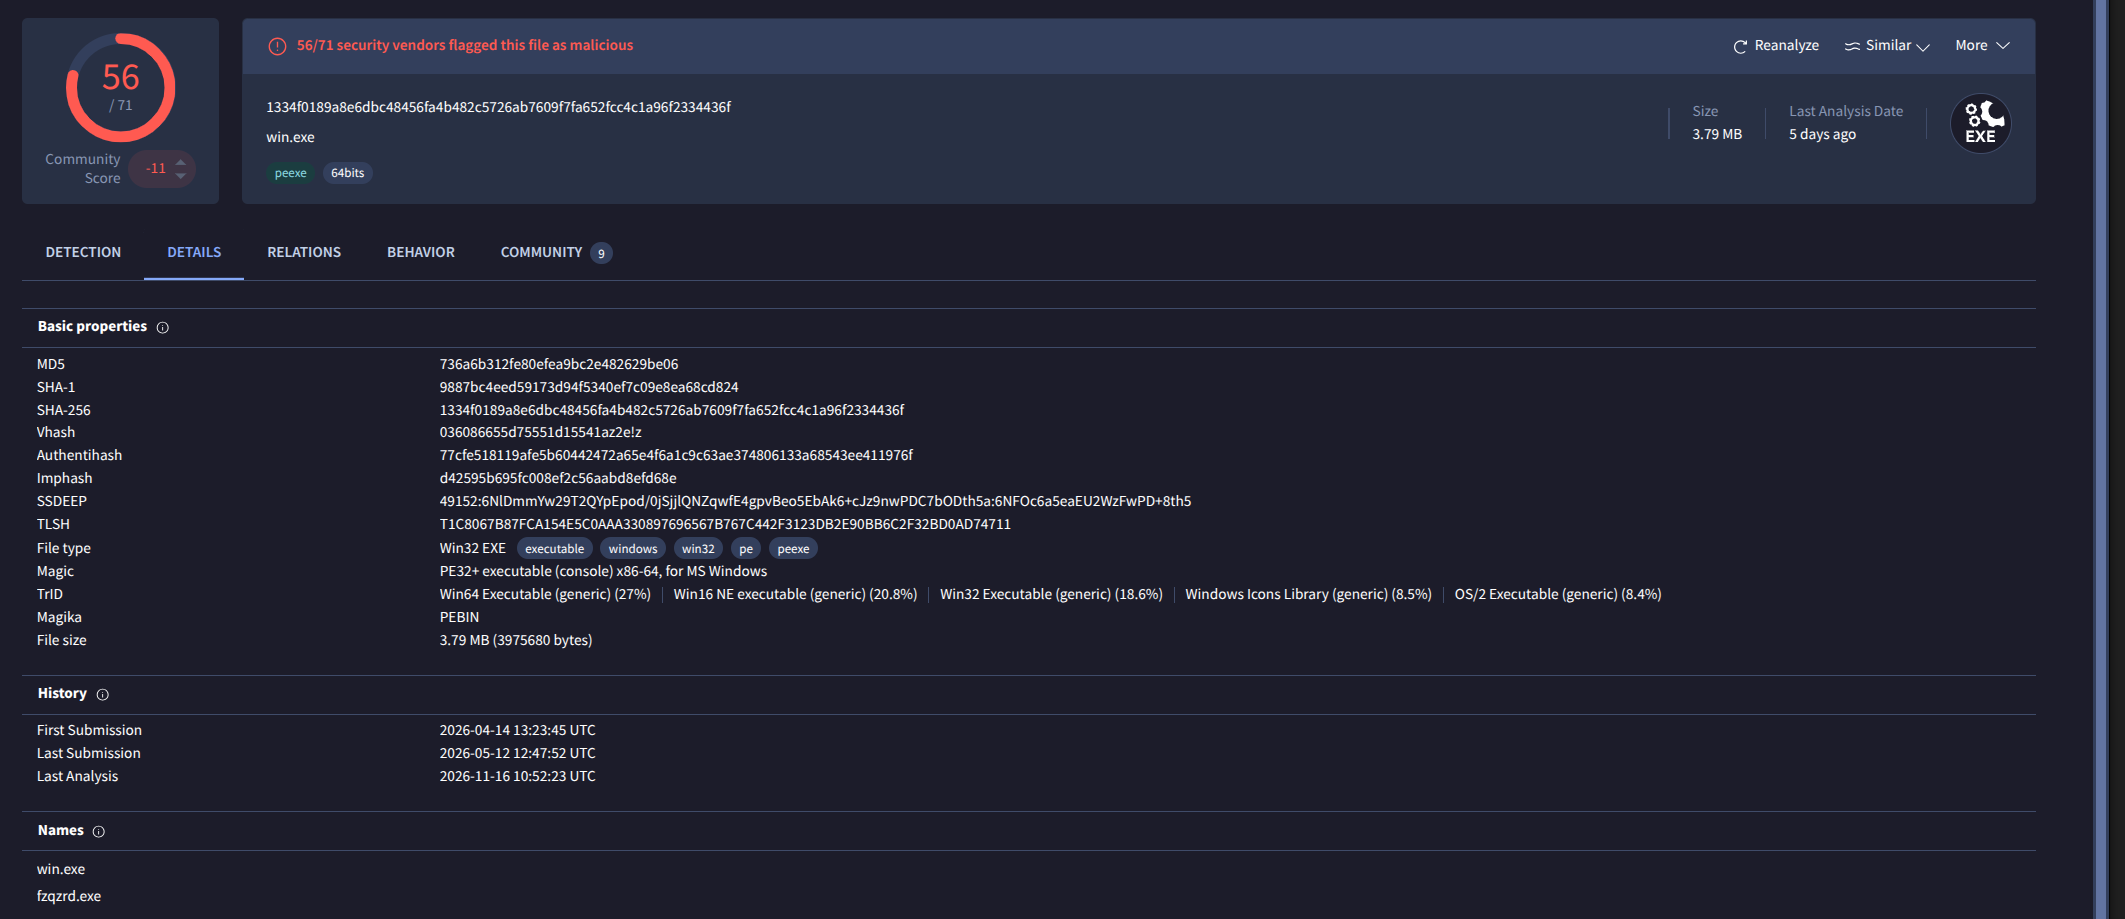 56
/ 71
Community Score
-11
56/71 security vendors flagged this file as malicious
Reanalyze
Similar
More
1334f0189a8e6dbc48456fa4b482c5726ab7609f7fa652fcc4c1a96f2334436f
win.exe
peexe 64bits
Size
3.79 MB
Last Analysis Date
5 days ago
EXE
DETECTION DETAILS RELATIONS BEHAVIOR COMMUNITY 9
Basic properties
MD5 736a6b312fe80efea9bc2e482629be06
SHA-1 9887bc4eed59173d94f5340ef7c09e8ea68cd824
SHA-256 1334f0189a8e6dbc48456fa4b482c5726ab7609f7fa652fcc4c1a96f2334436f
Vhash 036086655d75551d15541az2e!z
Authentihash 77cfe518119afe5b60442472a65e4f6a1c9c63ae374806133a68543ee411976f
Imphash d42595b695fc008ef2c56aabd8efd68e
SSDEEP 49152:6NlDmmYw29T2QYpEpod/0jSjjlQNZqwfE4gpvBeo5EbAk6+cJz9nwPDC7bODth5a:6NFOc6a5eaEU2WzFwPD+8th5
TLSH T1C8067B87FCA154E5C0AAA330897696567B767C442F3123DB2E90BB6C2F32BD0AD74711
File type Win32 EXE executable windows win32 pe peexe
Magic PE32+ executable (console) x86-64, for MS Windows
TrID Win64 Executable (generic) (27%) Win16 NE executable (generic) (20.8%) Win32 Executable (generic) (18.6%) Windows Icons Library (generic) (8.5%) OS/2 Executable (generic) (8.4%)
Magika PEBIN
File size 3.79 MB (3975680 bytes)
History
First Submission 2026-04-14 13:23:45 UTC
Last Submission 2026-05-12 12:47:52 UTC
Last Analysis 2026-11-16 10:52:23 UTC
Names
win.exe
fzqzrd.exe